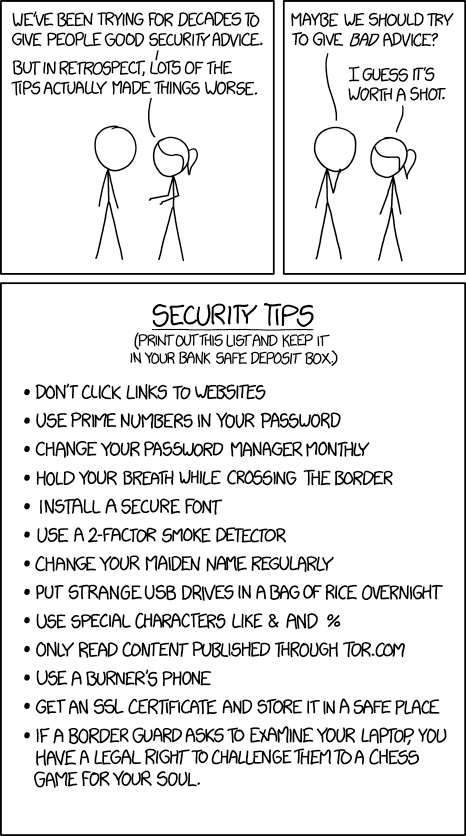 WE'VE BEEN TRYING FOR DECADES TO
GIVE PEOPLE GOOD SECURITY ADVICE.
BUT IN RETROSPECT, LOTS OF THE
TIPS ACTUALLY MADE THINGS WORSE.
MAYBE WE SHOULD TRY
TO GIVE BAD ADVICE?
I GUESS IT'S
WORTH A SHOT.
SECURITY TIPS
(PRINT OUT THIS LIST AND KEEP IT
IN YOUR BANK SAFE DEPOSIT BOX.)
• DON'T CLICK LINKS TO WEBSITES
• USE PRIME NUMBERS IN YOUR PASSWORD
• CHANGE YOUR PASSWORD MANAGER MONTHLY
• HOLD YOUR BREATH WHILE CROSSING THE BORDER
• INSTALL A SECURE FONT
• USE A 2-FACTOR SMOKE DETECTOR
• CHANGE YOUR MAIDEN NAME REGULARLY
• PUT STRANGE USB DRIVES IN A BAG OF RICE OVERNIGHT
• USE SPECIAL CHARACTERS LIKE & AND %
• ONLY READ CONTENT PUBLISHED THROUGH TOR.COM
• USE A BURNER'S PHONE
• GET AN SSL CERTIFICATE AND STORE IT IN A SAFE PLACE
• IF A BORDER GUARD ASKS TO EXAMINE YOUR LAPTOP, YOU
HAVE A LEGAL RIGHT TO CHALLENGE THEM TO A CHESS
GAME FOR YOUR SOUL.